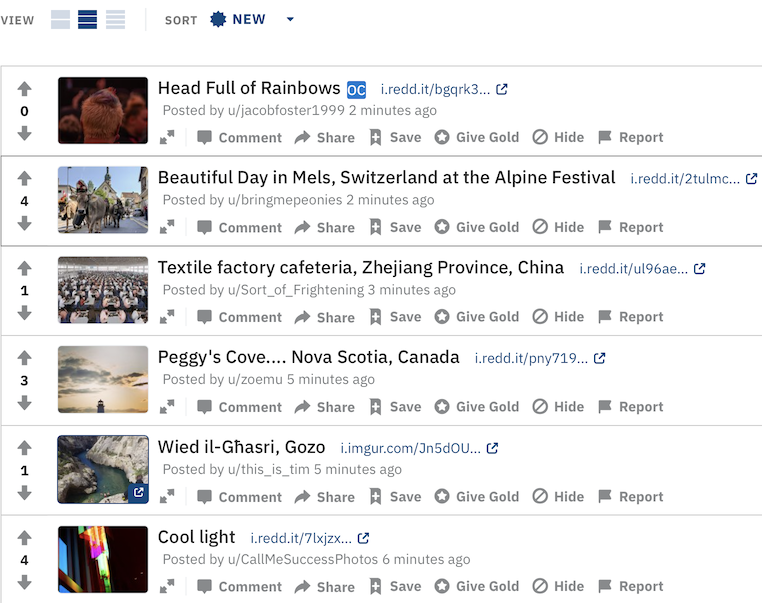 VIEW SORT NEW
Head Full of Rainbows OC i.redd.it/bgqrk3...
0
Posted by u/jacobfoster1999 2 minutes ago
Comment Share Save Give Gold Hide Report
Beautiful Day in Mels, Switzerland at the Alpine Festival i.redd.it/2tulmc...
4
Posted by u/bringmepeonies 2 minutes ago
Comment Share Save Give Gold Hide Report
Textile factory cafeteria, Zhejiang Province, China i.redd.it/ul96ae...
1
Posted by u/Sort_of_Frightening 3 minutes ago
Comment Share Save Give Gold Hide Report
Peggy's Cove.... Nova Scotia, Canada i.redd.it/pny719...
3
Posted by u/zoemu 5 minutes ago
Comment Share Save Give Gold Hide Report
Wied il-Għasri, Gozo i.imgur.com/Jn5dOU...
1
Posted by u/this_is_tim 5 minutes ago
Comment Share Save Give Gold Hide Report
Cool light i.redd.it/7lxjzx...
4
Posted by u/CallMeSuccessPhotos 6 minutes ago
Comment Share Save Give Gold Hide Report